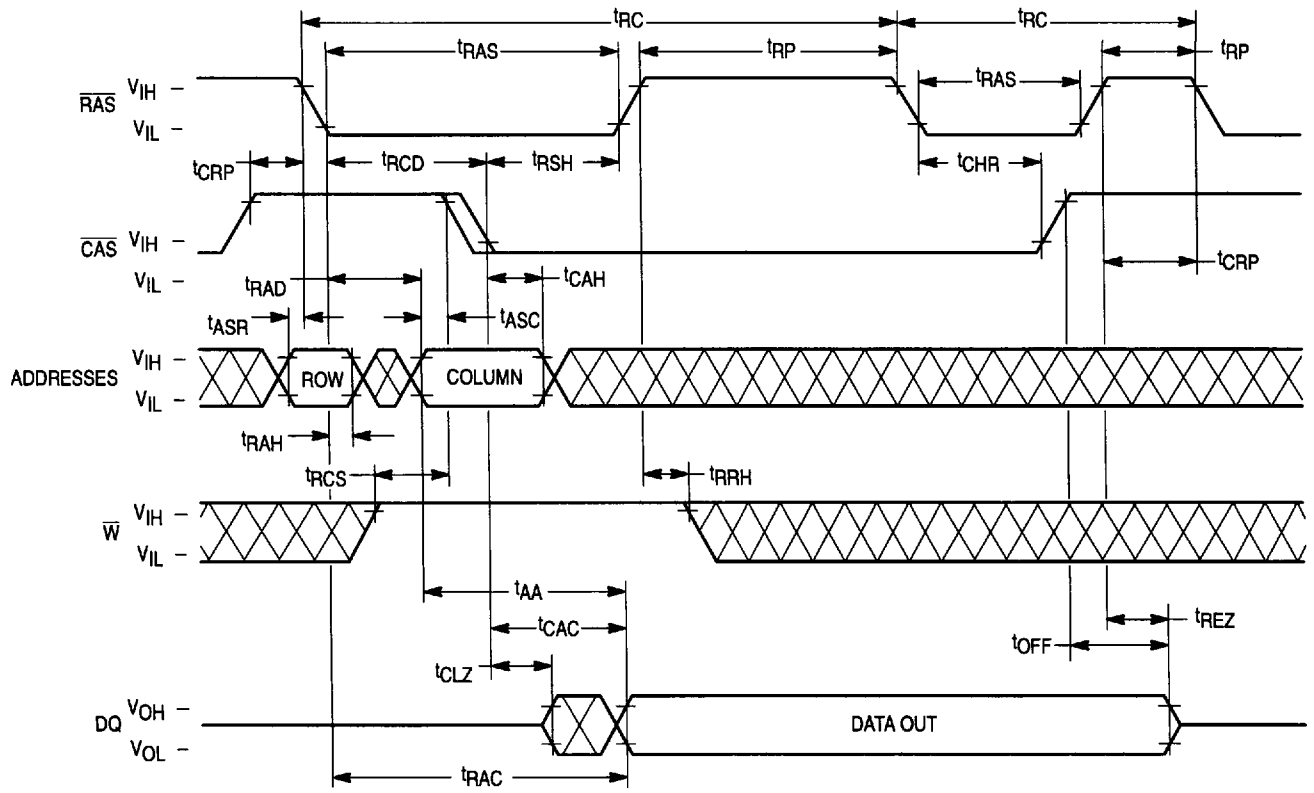 tRC tRC
tRAS tRP tRP
tRAS
RAS VIH
VIL
tCRP tRCD tRSH tCHR
CAS VIH
VIL
tRAD tCAH tCRP
tASR tASC
ADDRESSES VIH
VIL
ROW COLUMN
tRAH
tRCS tRRH
W VIH
VIL
tAA
tCAC tREZ
tOFF
tCLZ
DQ VOH
VOL
DATA OUT
tRAC